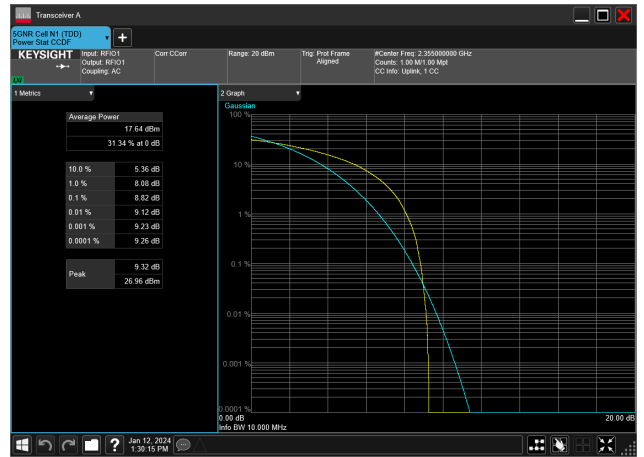 Transceiver A
5GNR Cell N1 (TDD)
Power Stat CCDF
KEYSIGHT
LXI
Input: RFIO1
Output: RFIO1
Coupling: AC
Corr CCorr
Range: 20 dBm
Trig: Prot Frame
Aligned
#Center Freq: 2.355000000 GHz
Counts: 1.00 M/1.00 Mpt
CC Info: Uplink, 1 CC
1 Metrics
Average Power
17.64 dBm
31.34 % at 0 dB
10.0 % 5.36 dB
1.0 % 8.08 dB
0.1 % 8.82 dB
0.01 % 9.12 dB
0.001 % 9.23 dB
0.0001 % 9.26 dB
Peak
9.32 dB
26.96 dBm
2 Graph
Gaussian
100 %
10 %
1 %
0.1 %
0.01 %
0.001 %
0.0001 %
0.00 dB
20.00 dB
Info BW 10.000 MHz
?
Jan 12, 2024
1:30:15 PM